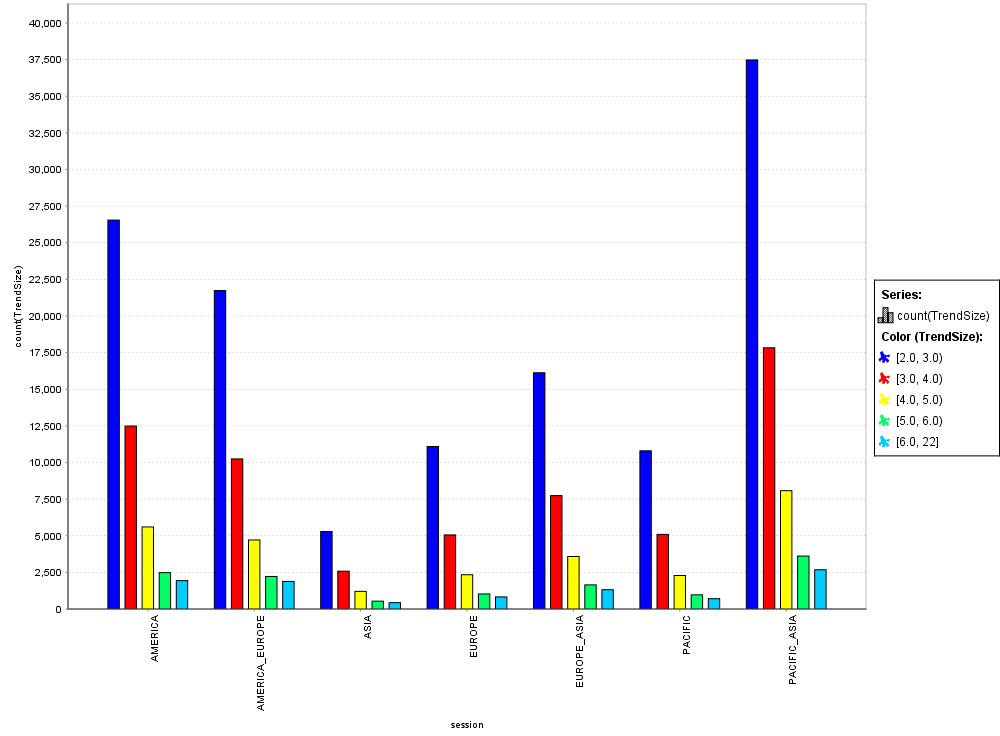 40,000
37,500
35,000
32,500
30,000
27,500
25,000
22,500
20,000
17,500
15,000
12,500
10,000
7,500
5,000
2,500
0
count(TrendSize)
AMERICA
AMERICA_EUROPE
ASIA
EUROPE
EUROPE_ASIA
PACIFIC
PACIFIC_ASIA
session
Series:
count(TrendSize)
Color (TrendSize):
[2.0, 3.0)
[3.0, 4.0)
[4.0, 5.0)
[5.0, 6.0)
[6.0, 22]